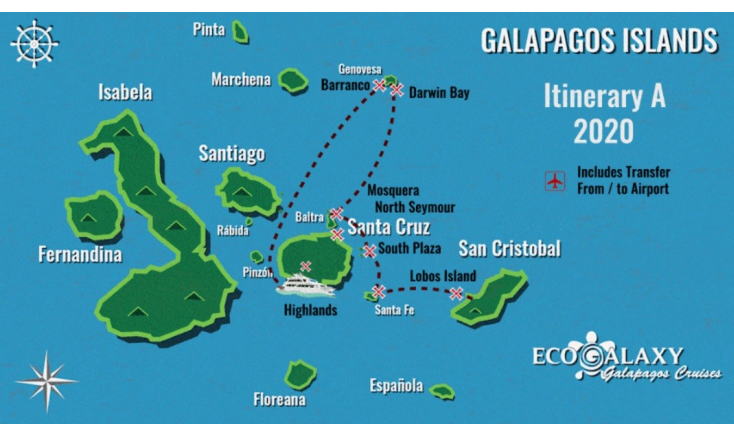 Pinta
GALAPAGOS ISLANDS
Genovesa
Marchena
Barranco
Darwin Bay
Isabela
Itinerary A
2020
Santiago
Includes Transfer
From / to Airport
Mosquera
North Seymour
Baltra
Rábida
Santa Cruz
Fernandina
South Plaza
San Cristobal
Pinzón
Lobos Island
Highlands
Santa Fe
ECOGALAXY
Galapagos Cruises
Floreana
Española